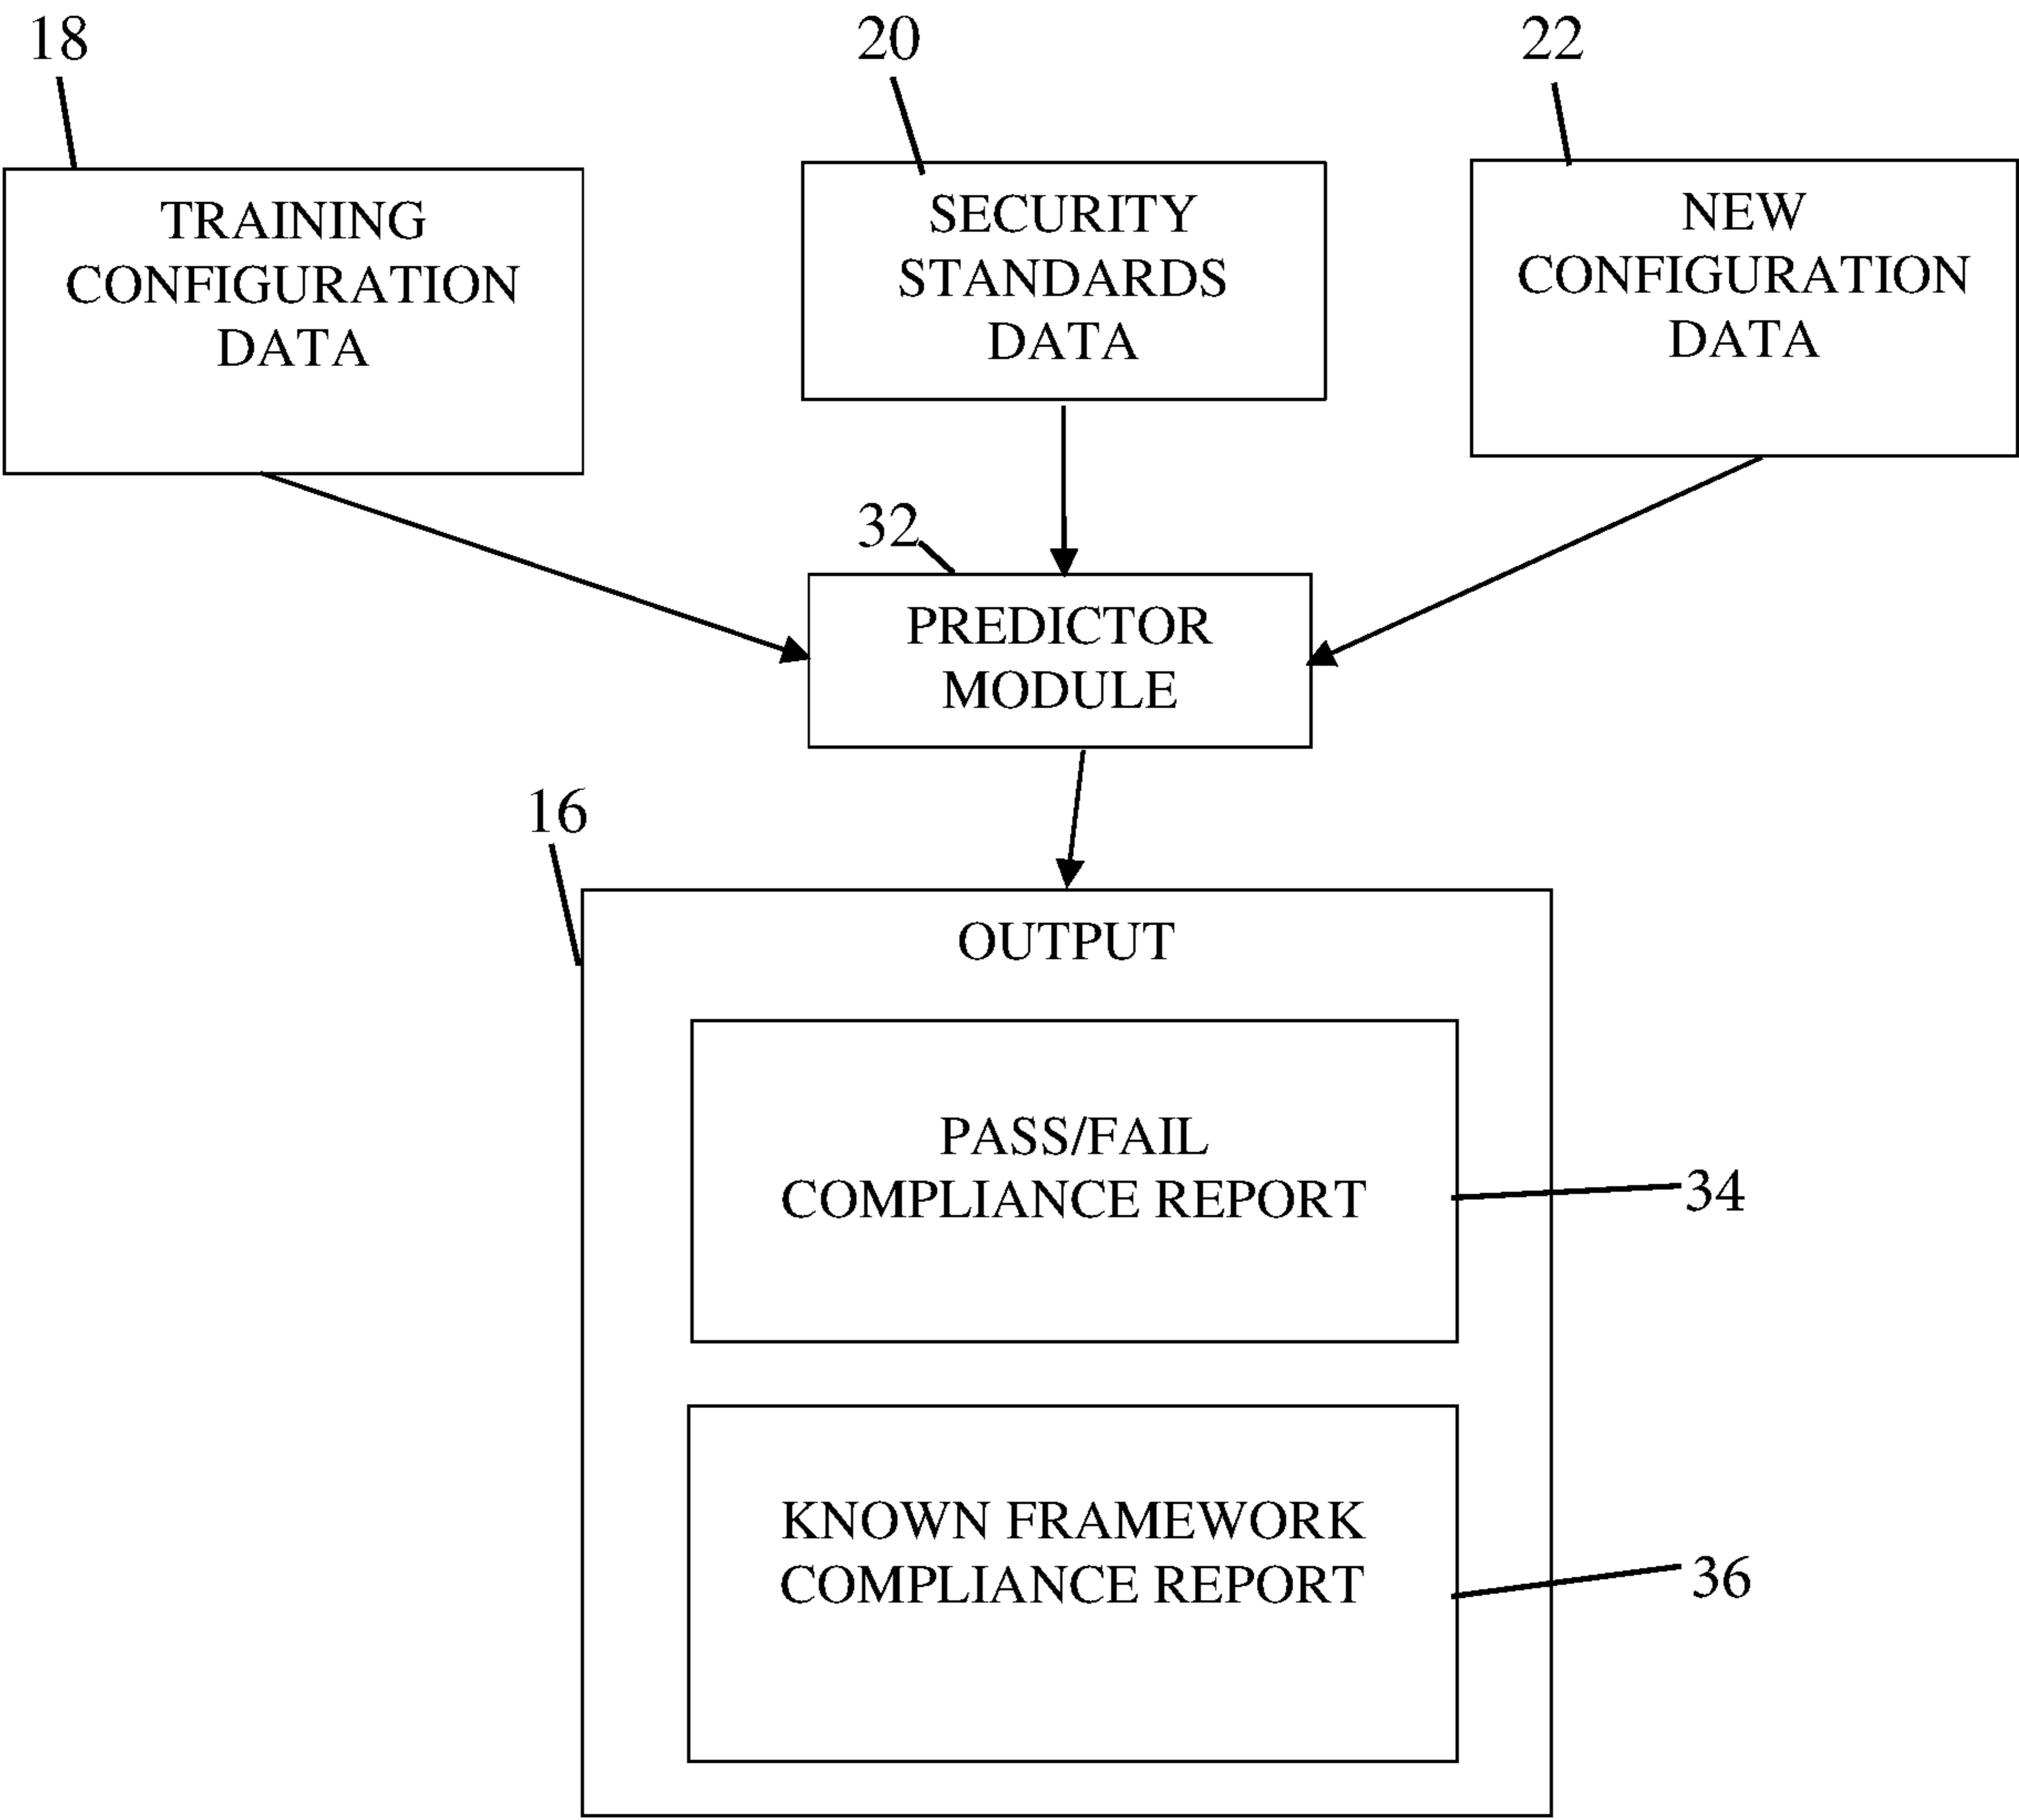 18
20
22
TRAINING
CONFIGURATION
DATA
SECURITY
STANDARDS
DATA
NEW
CONFIGURATION
DATA
32
PREDICTOR
MODULE
16
OUTPUT
PASS/FAIL
COMPLIANCE REPORT
34
KNOWN FRAMEWORK
COMPLIANCE REPORT
36